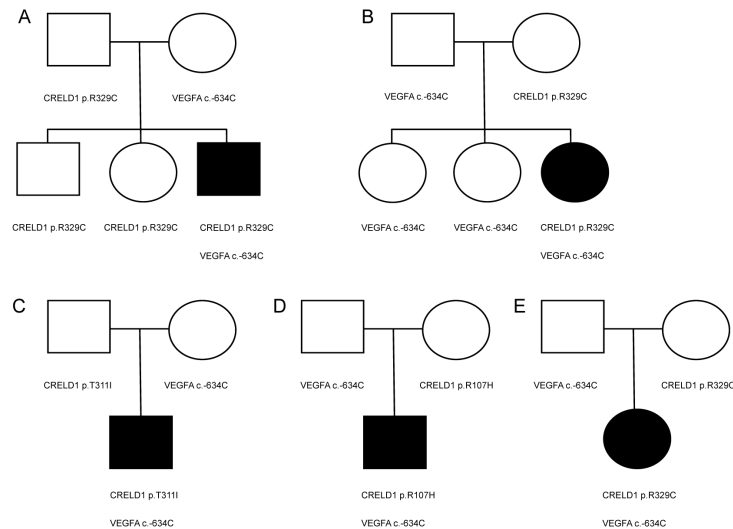 A
B
CRELD1 p.R329C
VEGFA c.-634C
VEGFA c.-634C
CRELD1 p.R329C
CRELD1 p.R329C
CRELD1 p.R329C
CRELD1 p.R329C
VEGFA c.-634C
VEGFA c.-634C
VEGFA c.-634C
CRELD1 p.R329C
VEGFA c.-634C
C
D
E
CRELD1 p.T311I
VEGFA c.-634C
VEGFA c.-634C
CRELD1 p.R107H
VEGFA c.-634C
CRELD1 p.R329C
CRELD1 p.T311I
VEGFA c.-634C
CRELD1 p.R107H
VEGFA c.-634C
CRELD1 p.R329C
VEGFA c.-634C